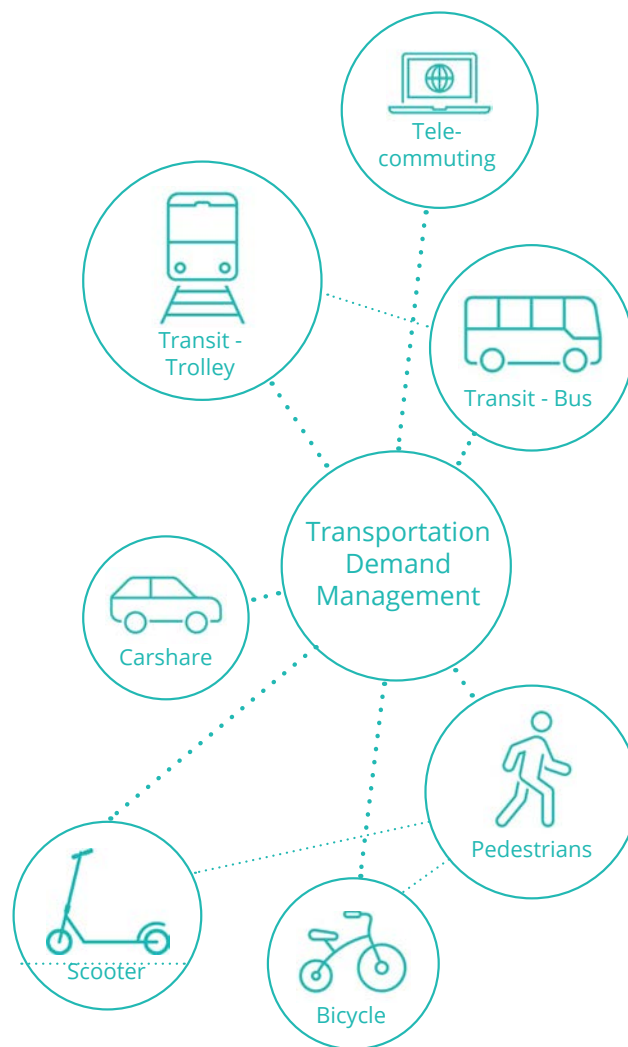 Tele-
commuting
Transit -
Trolley
Transit - Bus
Transportation
Demand
Management
Carshare
Pedestrians
Scooter
Bicycle